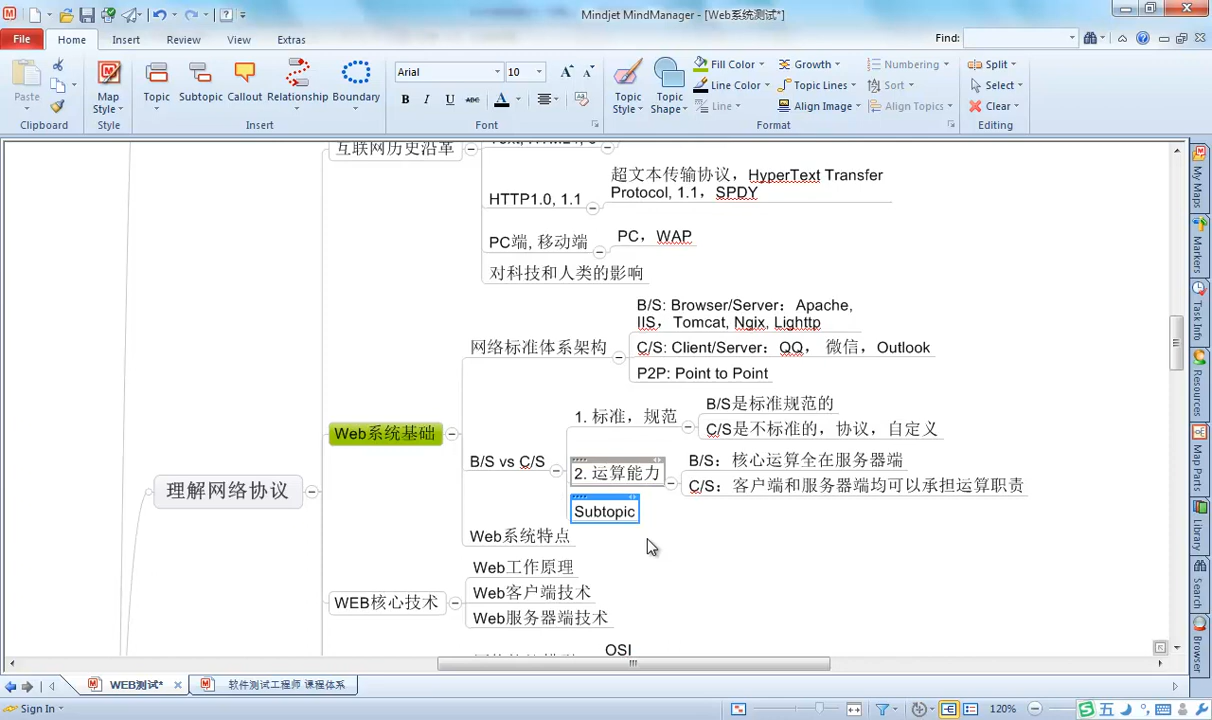 Mindjet MindManager - [Web系统测试*]
File Home Insert Review View Extras Find:
Paste
Clipboard
Map Style
Style
Topic Subtopic Callout Relationship Boundary
Insert
Arial 10
B I U abc A
Font
Topic Style
Topic Shape
Fill Color Growth Numbering
Line Color Topic Lines Sort
Line Align Image Align Topics
Format
Split
Select
Clear
Editing
互联网历史沿革
HTTP1.0, 1.1
超文本传输协议，HyperText Transfer
Protocol, 1.1，SPDY
PC端, 移动端
PC，WAP
对科技和人类的影响
B/S: Browser/Server：Apache,
IIS，Tomcat, Ngix, Lighttp
网络标准体系架构
C/S: Client/Server：QQ， 微信，Outlook
P2P: Point to Point
1. 标准，规范
B/S是标准规范的
C/S是不标准的，协议，自定义
Web系统基础
B/S vs C/S
2. 运算能力
B/S：核心运算全在服务器端
C/S：客户端和服务器端均可以承担运算职责
Subtopic
理解网络协议
Web系统特点
Web工作原理
Web客户端技术
WEB核心技术
Web服务器端技术
OSI
My Maps
Markers
Task Info
Resources
Map Parts
Library
Search
Browser
WEB测试* 软件测试工程师 课程体系
Sign In 120% 五